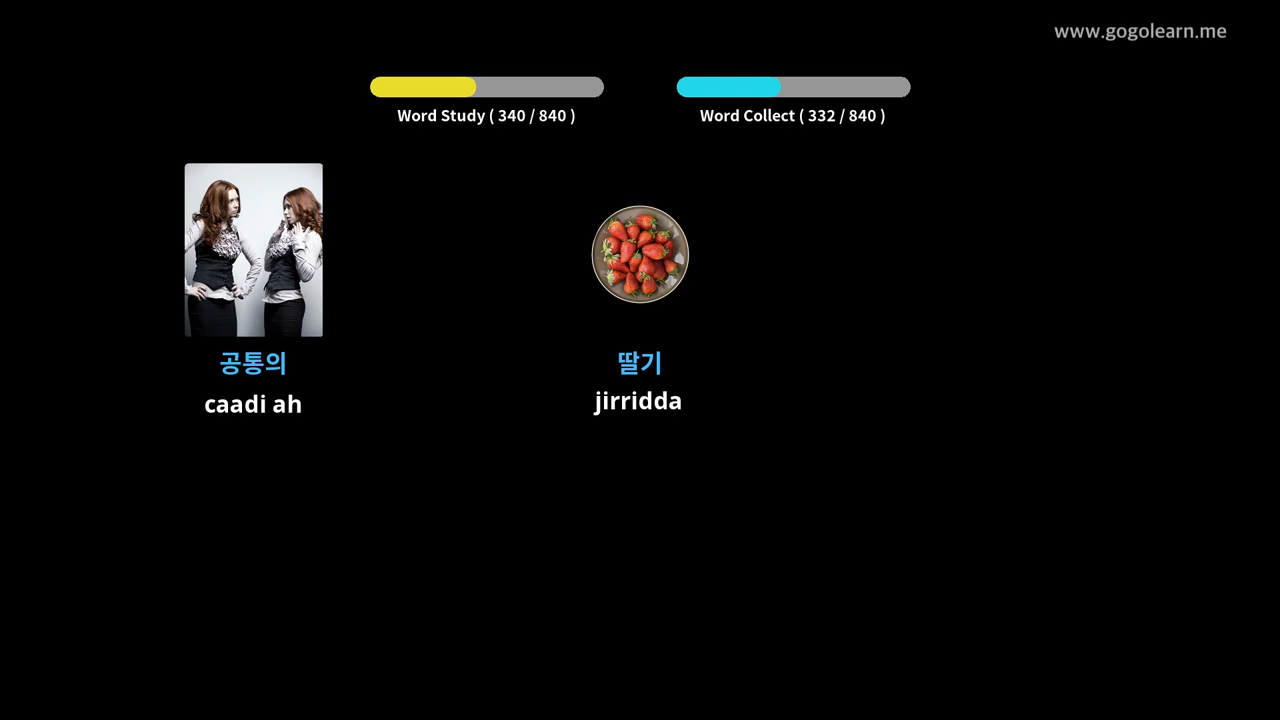 www.gogolearn.me
Word Study ( 340 / 840 )
Word Collect ( 332 / 840 )
공통의
caadi ah
딸기
jirridda